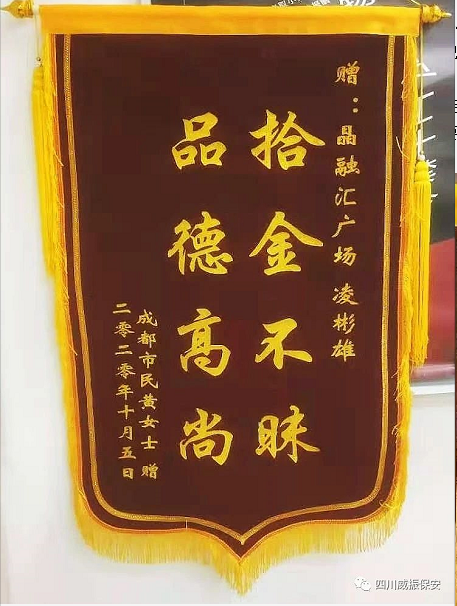 赠：晶融汇广场 凌彬雄
拾金不昧
品德高尚
成都市民黄女士 赠
二零二零年十月五日
四川威振保安